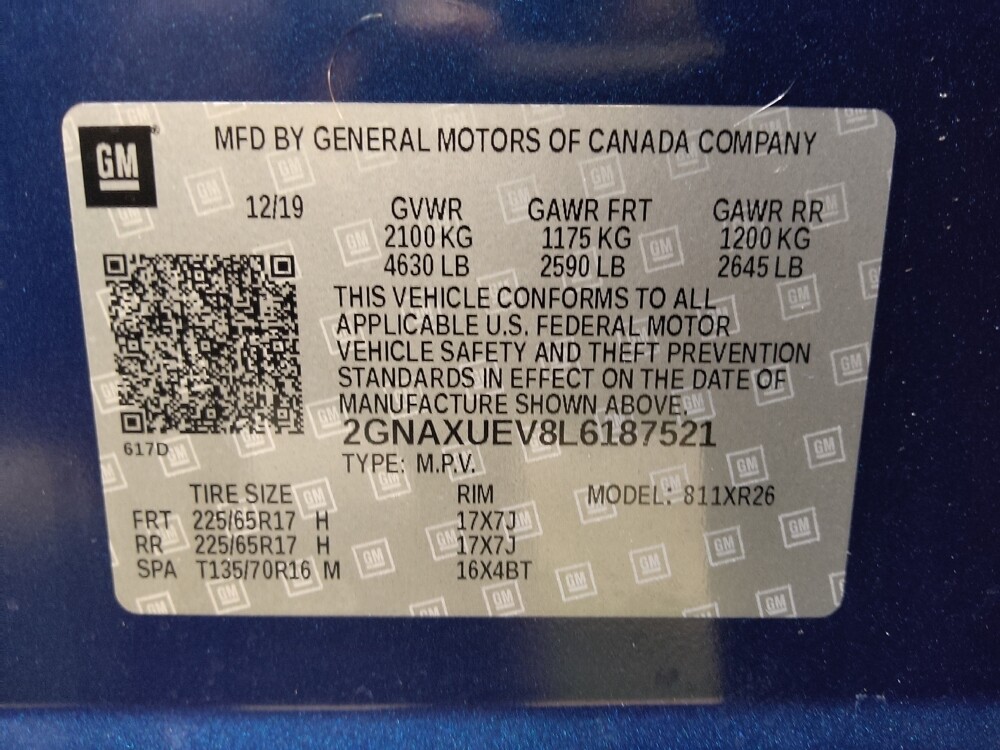 GM
MFD BY GENERAL MOTORS OF CANADA COMPANY
12/19 GVWR GAWR FRT GAWR RR
2100 KG 1175 KG 1200 KG
4630 LB 2590 LB 2645 LB
THIS VEHICLE CONFORMS TO ALL
APPLICABLE U.S. FEDERAL MOTOR
VEHICLE SAFETY AND THEFT PREVENTION
STANDARDS IN EFFECT ON THE DATE OF
MANUFACTURE SHOWN ABOVE.
617D
2GNAXUEV8L6187521
TYPE: M.P.V.
TIRE SIZE RIM MODEL: 811XR26
FRT 225/65R17 H 17X7J
RR 225/65R17 H 17X7J
SPA T135/70R16 M 16X4BT